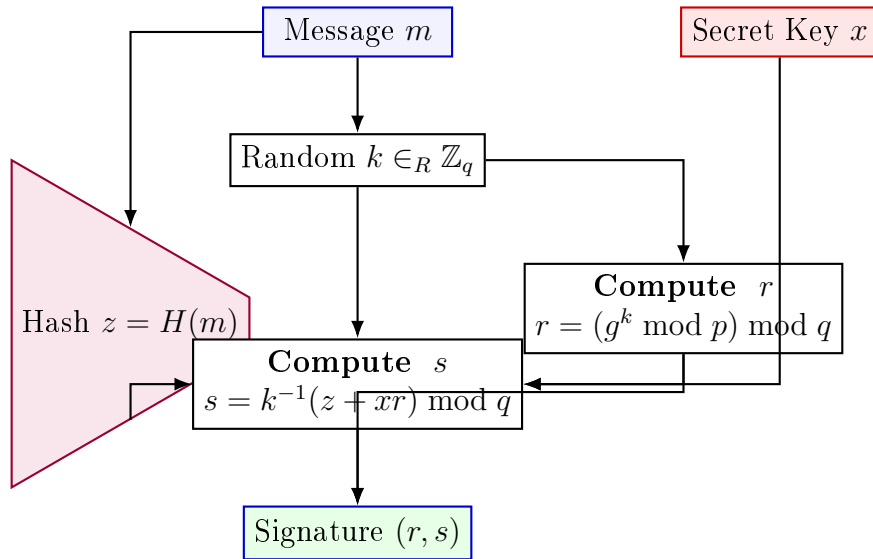 Message m
Secret Key x
Random k ∈_R ℤ_q
Compute r
r = (g^k mod p) mod q
Hash z = H(m)
Compute s
s = k^{-1}(z + xr) mod q
Signature (r, s)